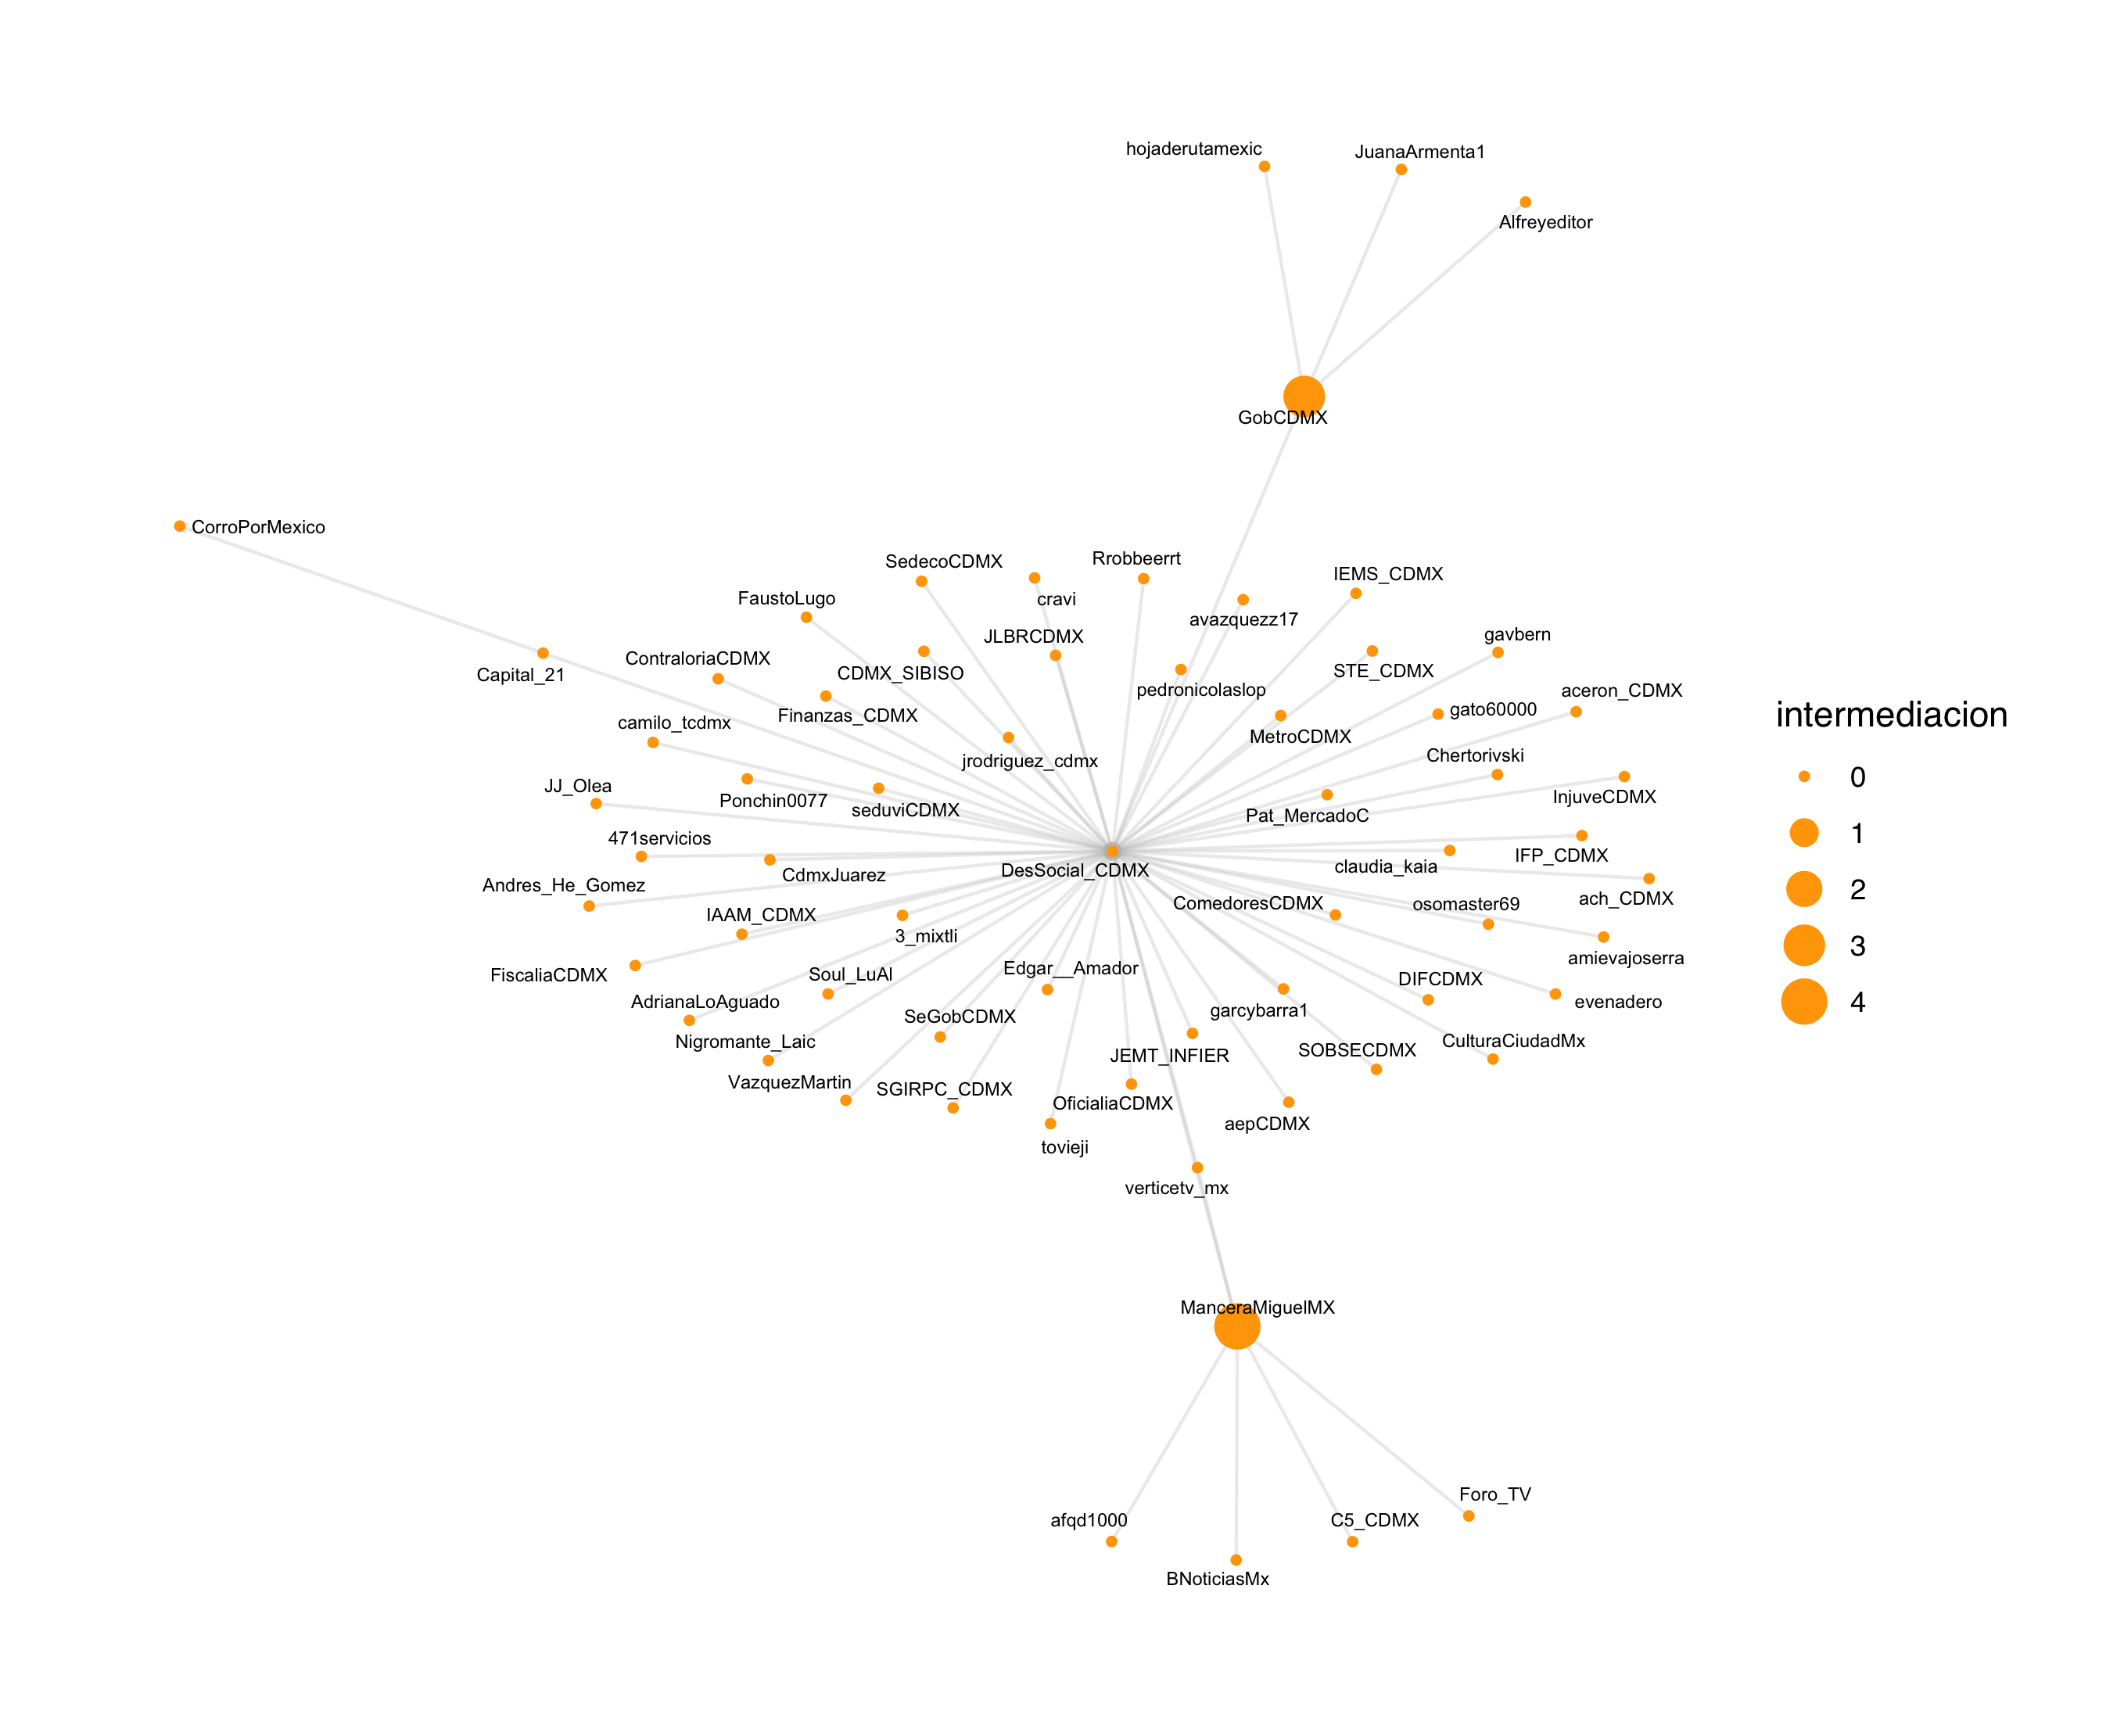 hojaderutamexic
JuanaArmenta1
Alfreyeditor
GobCDMX
CorroPorMexico
SedecoCDMX
Rrobbeerrt
IEMS_CDMX
FaustoLugo
cravi
avazquezz17
JLBRCDMX
gavbern
ContraloriaCDMX
Capital_21
CDMX_SIBISO
STE_CDMX
pedronicolaslop
aceron_CDMX
camilo_tcdmx
Finanzas_CDMX
gato60000
MetroCDMX
jrodriguez_cdmx
Chertorivski
JJ_Olea
Ponchin0077
seduviCDMX
InjuveCDMX
Pat_MercadoC
471servicios
IFP_CDMX
DesSocial_CDMX
claudia_kaia
CdmxJuarez
Andres_He_Gomez
ach_CDMX
ComedoresCDMX
osomaster69
IAAM_CDMX
3_mixtli
amievajoserra
FiscaliaCDMX
Soul_LuAl
Edgar__Amador
DIFCDMX
AdrianaLoAguado
evenadero
garcybarra1
SeGobCDMX
Nigromante_Laic
CulturaCiudadMx
SOBSECDMX
JEMT_INFIER
VazquezMartin
SGIRPC_CDMX
OficialiaCDMX
aepCDMX
tovieji
verticetv_mx
ManceraMiguelMX
Foro_TV
afqd1000
C5_CDMX
BNoticiasMx
intermediacion
0
1
2
3
4